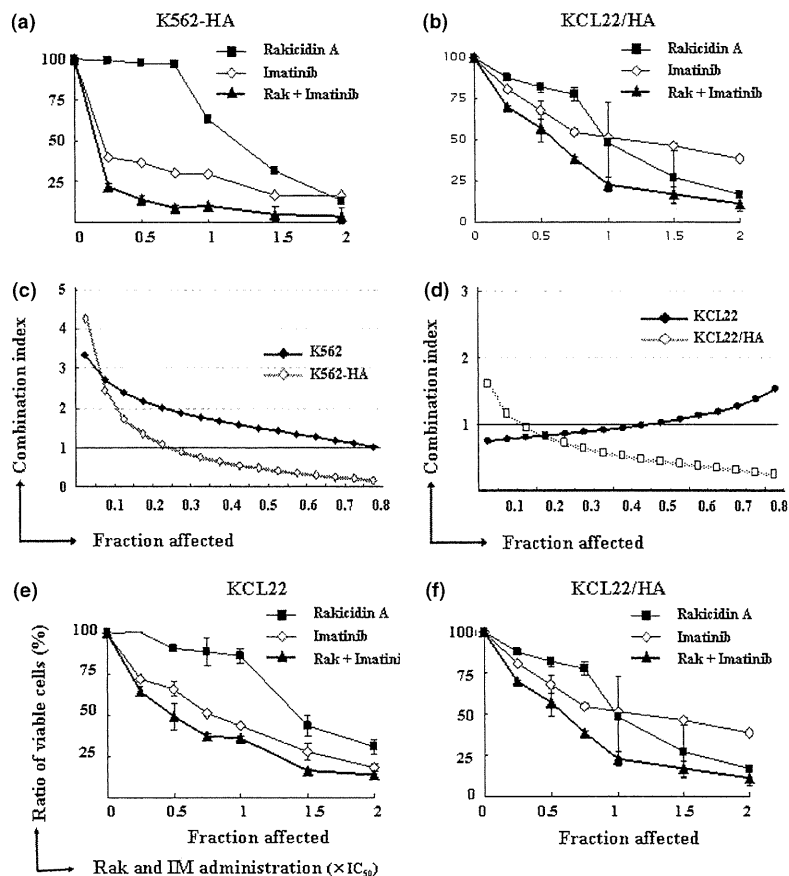 (a)
K562-HA
Rakicidin A
Imatinib
Rak + Imatinib
100
75
50
25
0
0.5
1
1.5
2
(b)
KCL22/HA
Rakicidin A
Imatinib
Rak + Imatinib
100
75
50
25
0
0
0.5
1
1.5
2
(c)
Combination index
5
4
3
2
1
0
K562
K562-HA
0.1 0.2 0.3 0.4 0.5 0.6 0.7 0.8
Fraction affected
(d)
Combination index
3
2
1
KCL22
KCL22/HA
0.1 0.2 0.3 0.4 0.5 0.6 0.7 0.8
Fraction affected
(e)
KCL22
Rakicidin A
Imatinib
Rak + Imatini
Ratio of viable cells (%)
100
75
50
25
0
0.5
1
1.5
2
Fraction affected
Rak and IM administration (×IC50)
(f)
KCL22/HA
Rakicidin A
Imatinib
Rak + Imatinib
100
75
50
25
0
0
0.5
1
1.5
2
Fraction affected